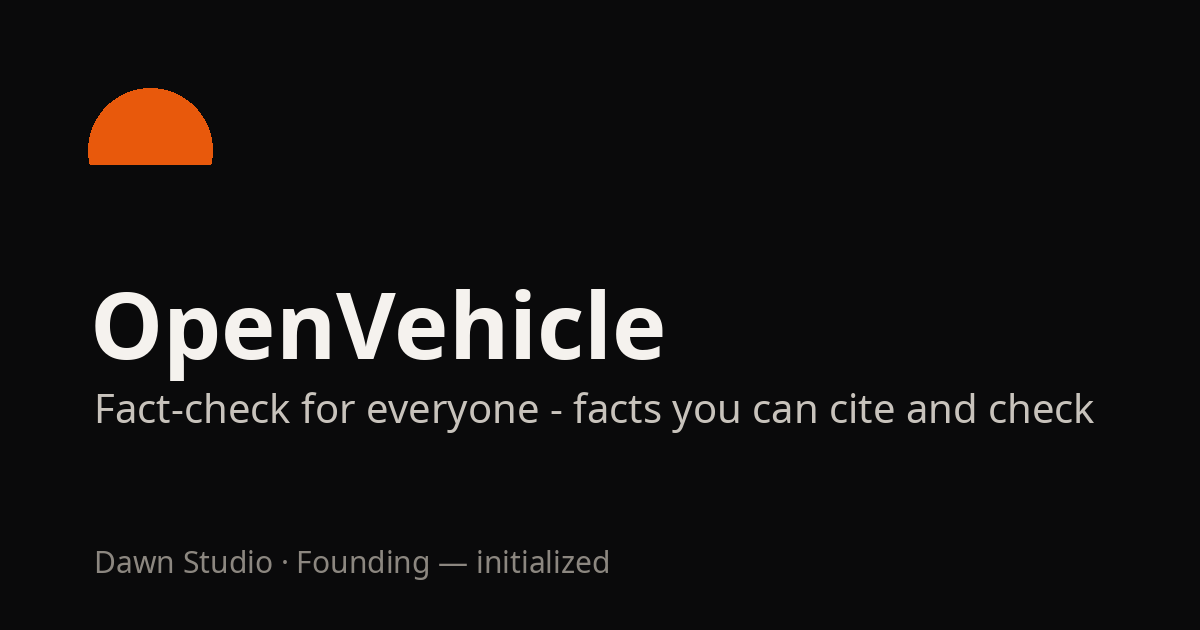 OpenVehicle
Fact-check for everyone - facts you can cite and check
Dawn Studio · Founding — initialized